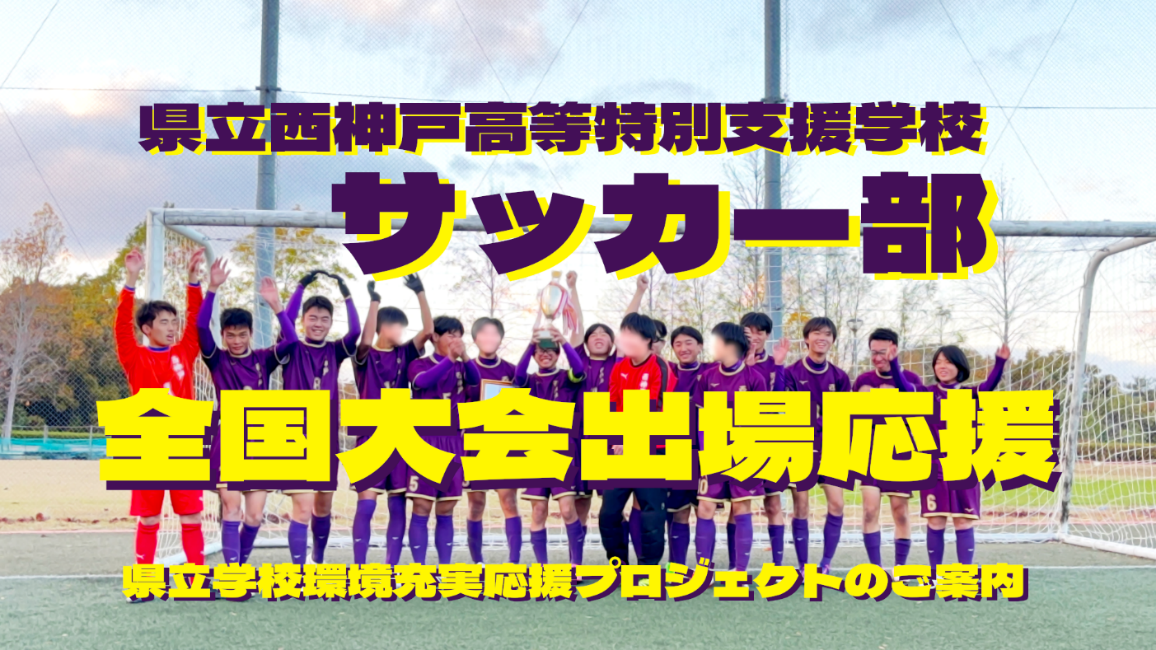 県立西神戸高等特別支援学校
サッカー部
全国大会出場応援
県立学校環境充実応援プロジェクトのご案内
5
6